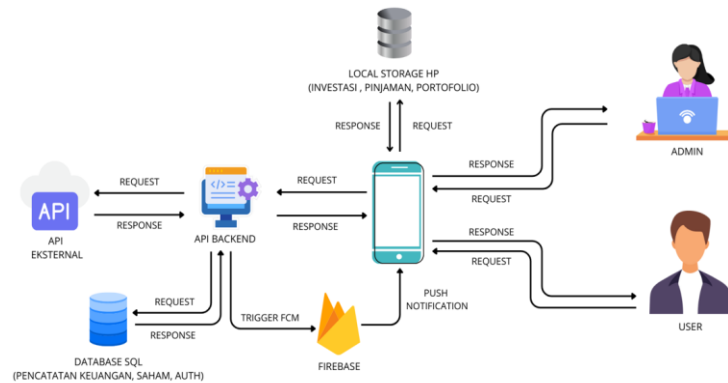 LOCAL STORAGE HP
(INVESTASI , PINJAMAN, PORTOFOLIO)
RESPONSE
REQUEST
ADMIN
REQUEST
REQUEST
RESPONSE
REQUEST
</>=
API
RESPONSE
RESPONSE
API
EKSTERNAL
API BACKEND
RESPONSE
REQUEST
REQUEST
RESPONSE
TRIGGER FCM
PUSH
NOTIFICATION
USER
FIREBASE
DATABASE SQL
(PENCATATAN KEUANGAN, SAHAM, AUTH)